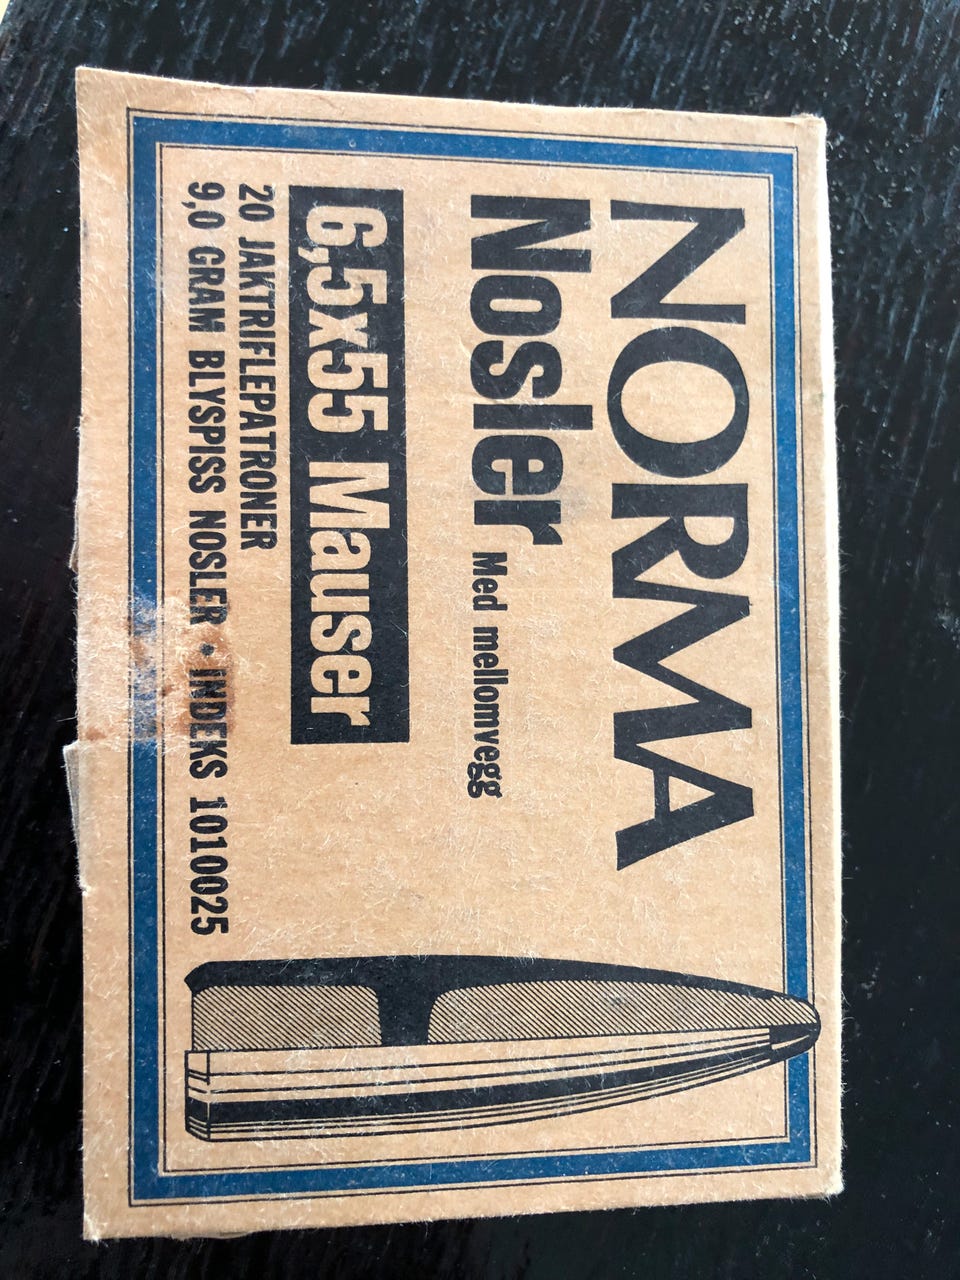 NORMA
Nosler Med mellomvegg
6,5x55 Mauser
20 JAKTRIFLEPATRONER
9,0 GRAM BLYSPISS NOSLER • INDEKS 1010025